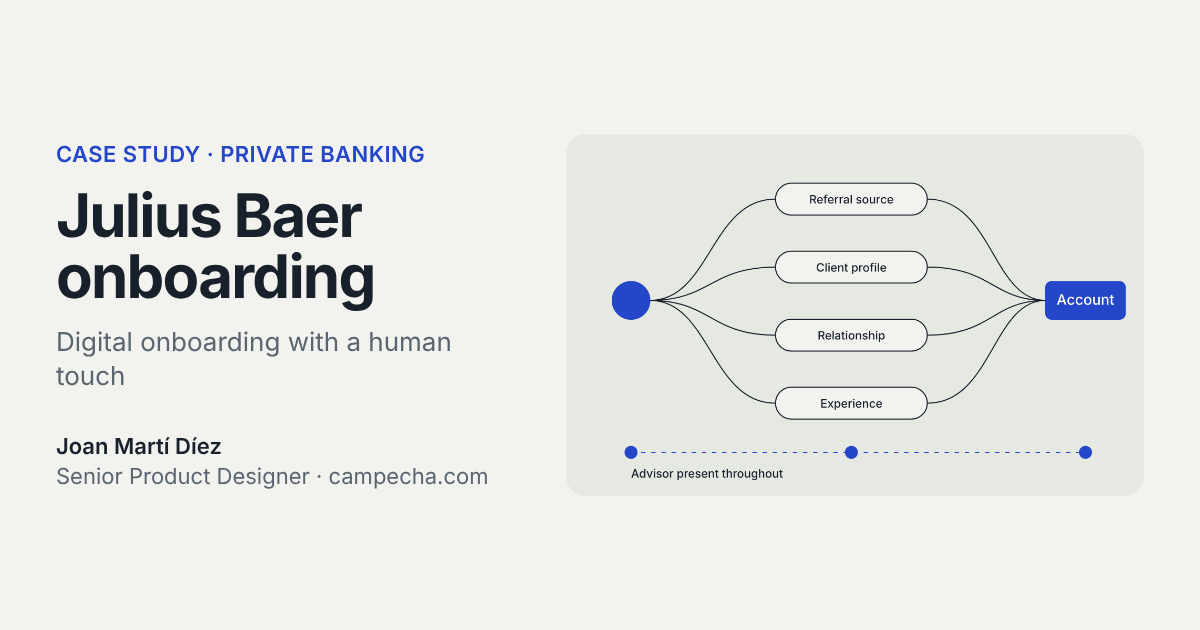 CASE STUDY · PRIVATE BANKING
Julius Baer
onboarding
Digital onboarding with a human
touch
Joan Martí Díez
Senior Product Designer · campecha.com
Referral source
Client profile
Relationship
Experience
Account
Advisor present throughout